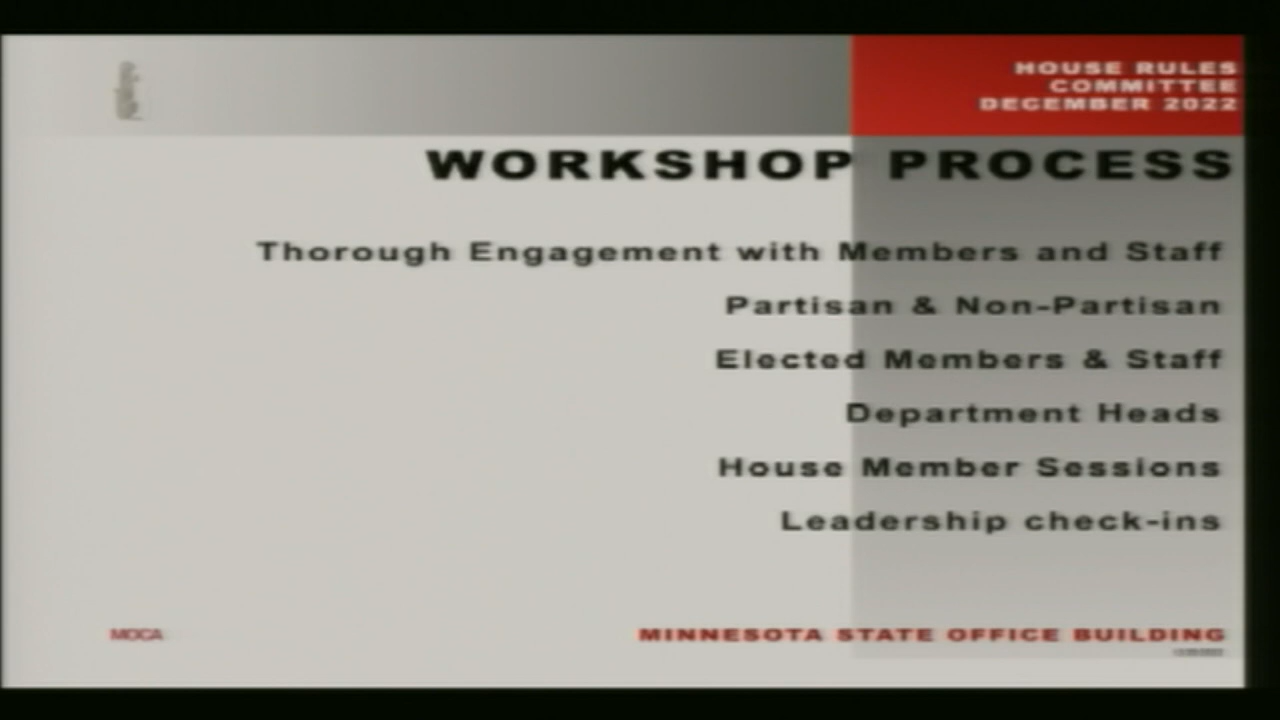 HOUSE RULES
COMMITTEE
DECEMBER 2022
WORKSHOP PROCESS
Thorough Engagement with Members and Staff
Partisan & Non-Partisan
Elected Members & Staff
Department Heads
House Member Sessions
Leadership check-ins
MOCA
MINNESOTA STATE OFFICE BUILDING